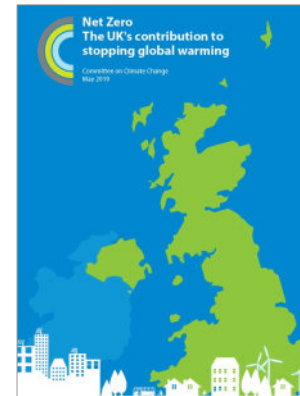 Net Zero
The UK's contribution to
stopping global warming
Committee on Climate Change
May 2019